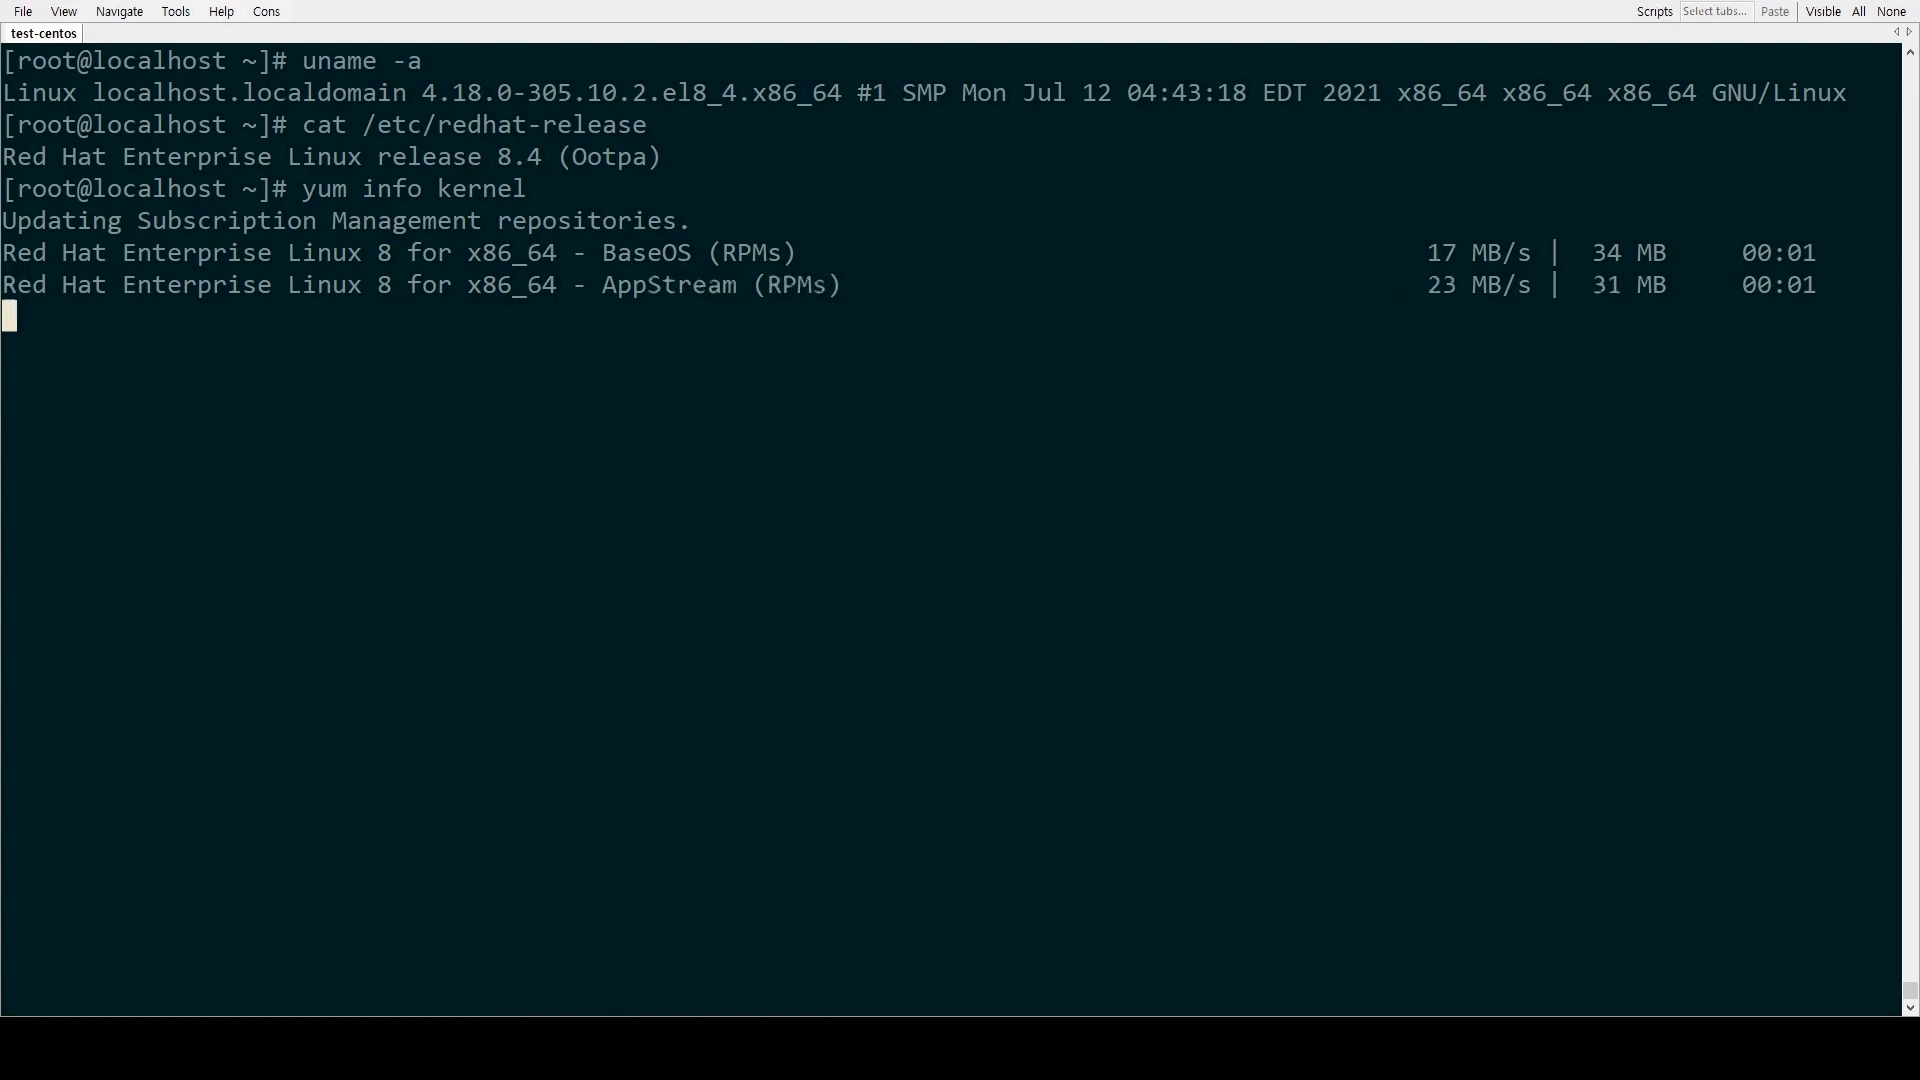 File View Navigate Tools Help Cons Scripts Select tabs... Paste Visible All None
test-centos
[root@localhost ~]# uname -a
Linux localhost.localdomain 4.18.0-305.10.2.el8_4.x86_64 #1 SMP Mon Jul 12 04:43:18 EDT 2021 x86_64 x86_64 x86_64 GNU/Linux
[root@localhost ~]# cat /etc/redhat-release
Red Hat Enterprise Linux release 8.4 (Ootpa)
[root@localhost ~]# yum info kernel
Updating Subscription Management repositories.
Red Hat Enterprise Linux 8 for x86_64 - BaseOS (RPMs) 17 MB/s | 34 MB 00:01
Red Hat Enterprise Linux 8 for x86_64 - AppStream (RPMs) 23 MB/s | 31 MB 00:01